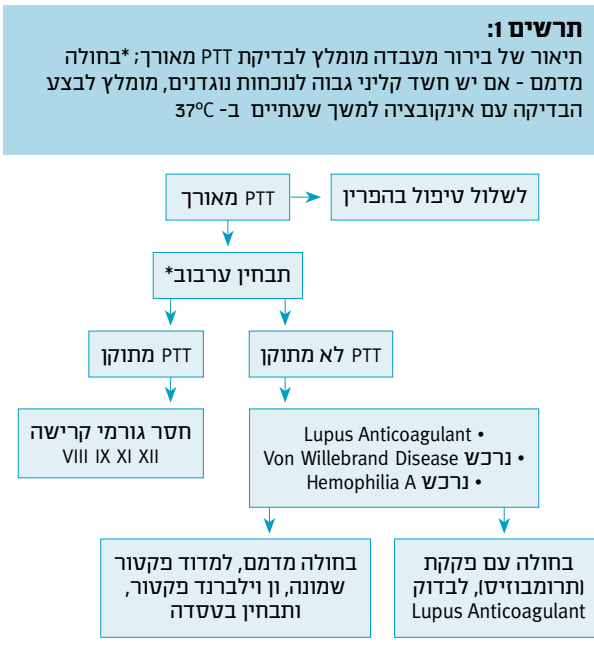 תרשים 1:
תיאור של בירור מעבדה מומלץ לבדיקת PTT מאורך; *בחולה
מדמם - אם יש חשד קליני גבוה לנוכחות נוגדנים, מומלץ לבצע
הבדיקה עם אינקובציה למשך שעתיים ב- 37ºC
PTT מאורך
לשלול טיפול בהפרין
תבחין ערבוב*
PTT מתוקן
PTT לא מתוקן
חסר גורמי קרישה
VIII IX XI XII
• Lupus Anticoagulant
• נרכש Von Willebrand Disease
• נרכש Hemophilia A
בחולה מדמם, למדוד פקטור
שמונה, ון וילברנד פקטור,
ותבחין בטסדה
בחולה עם פקקת
(תרומבוזיס), לבדוק
Lupus Anticoagulant